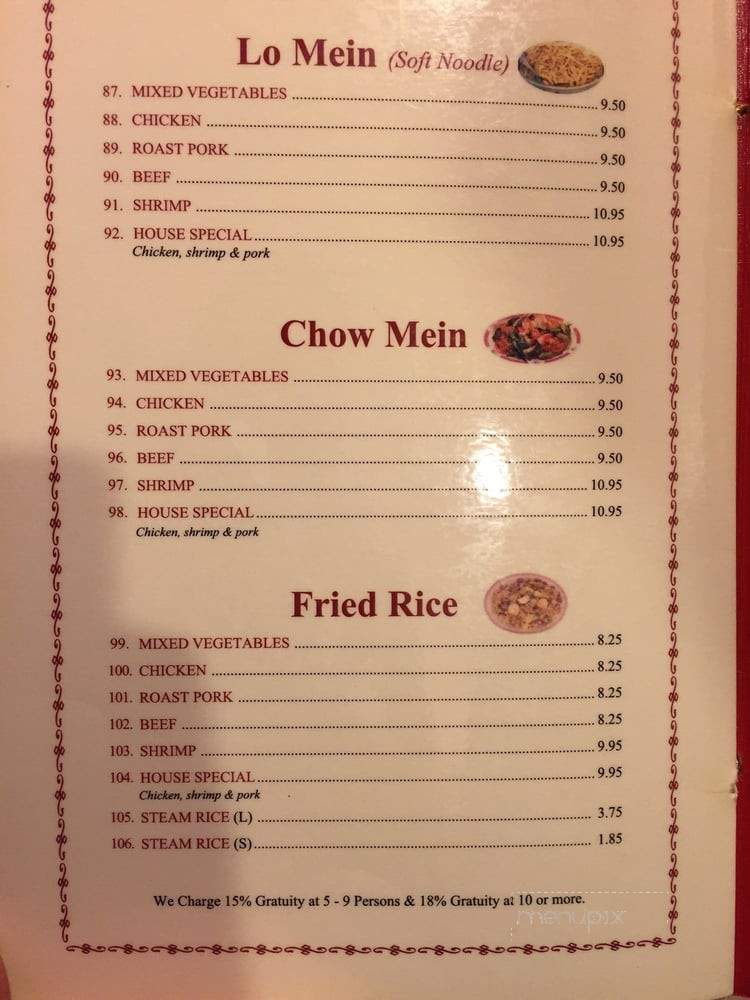 Lo Mein (Soft Noodle)
87. MIXED VEGETABLES 9.50
88. CHICKEN 9.50
89. ROAST PORK 9.50
90. BEEF 9.50
91. SHRIMP 10.95
92. HOUSE SPECIAL 10.95
Chicken, shrimp & pork
Chow Mein
93. MIXED VEGETABLES 9.50
94. CHICKEN 9.50
95. ROAST PORK 9.50
96. BEEF 9.50
97. SHRIMP 10.95
98. HOUSE SPECIAL 10.95
Chicken, shrimp & pork
Fried Rice
99. MIXED VEGETABLES 8.25
100. CHICKEN 8.25
101. ROAST PORK 8.25
102. BEEF 8.25
103. SHRIMP 9.95
104. HOUSE SPECIAL 9.95
Chicken, shrimp & pork
105. STEAM RICE (L) 3.75
106. STEAM RICE (S) 1.85
We Charge 15% Gratuity at 5 - 9 Persons & 18% Gratuity at 10 or more.
menupix